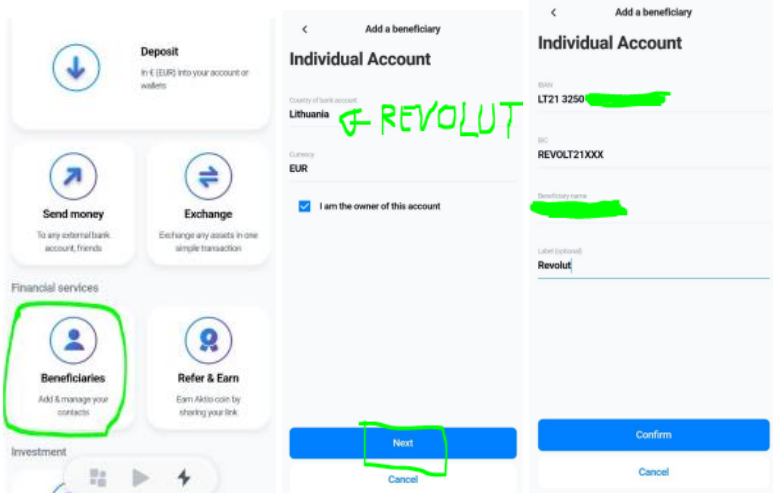 Deposit
In € (EUR) into your account or
wallets
Send money
To any external bank
account, friends
Exchange
Exchange any assets in one
simple transaction
Financial services
Beneficiaries
Add & manage your
contacts
Refer & Earn
Earn Aktio coin by
sharing your link
Investment
Add a beneficiary
Individual Account
Country of bank account
Lithuania
REVOLUT
Currency
EUR
I am the owner of this account
Next
Cancel
Add a beneficiary
Individual Account
IBAN
LT21 3250
BIC
REVOLT21XXX
Beneficiary name
Label (optional)
Revolut
Confirm
Cancel